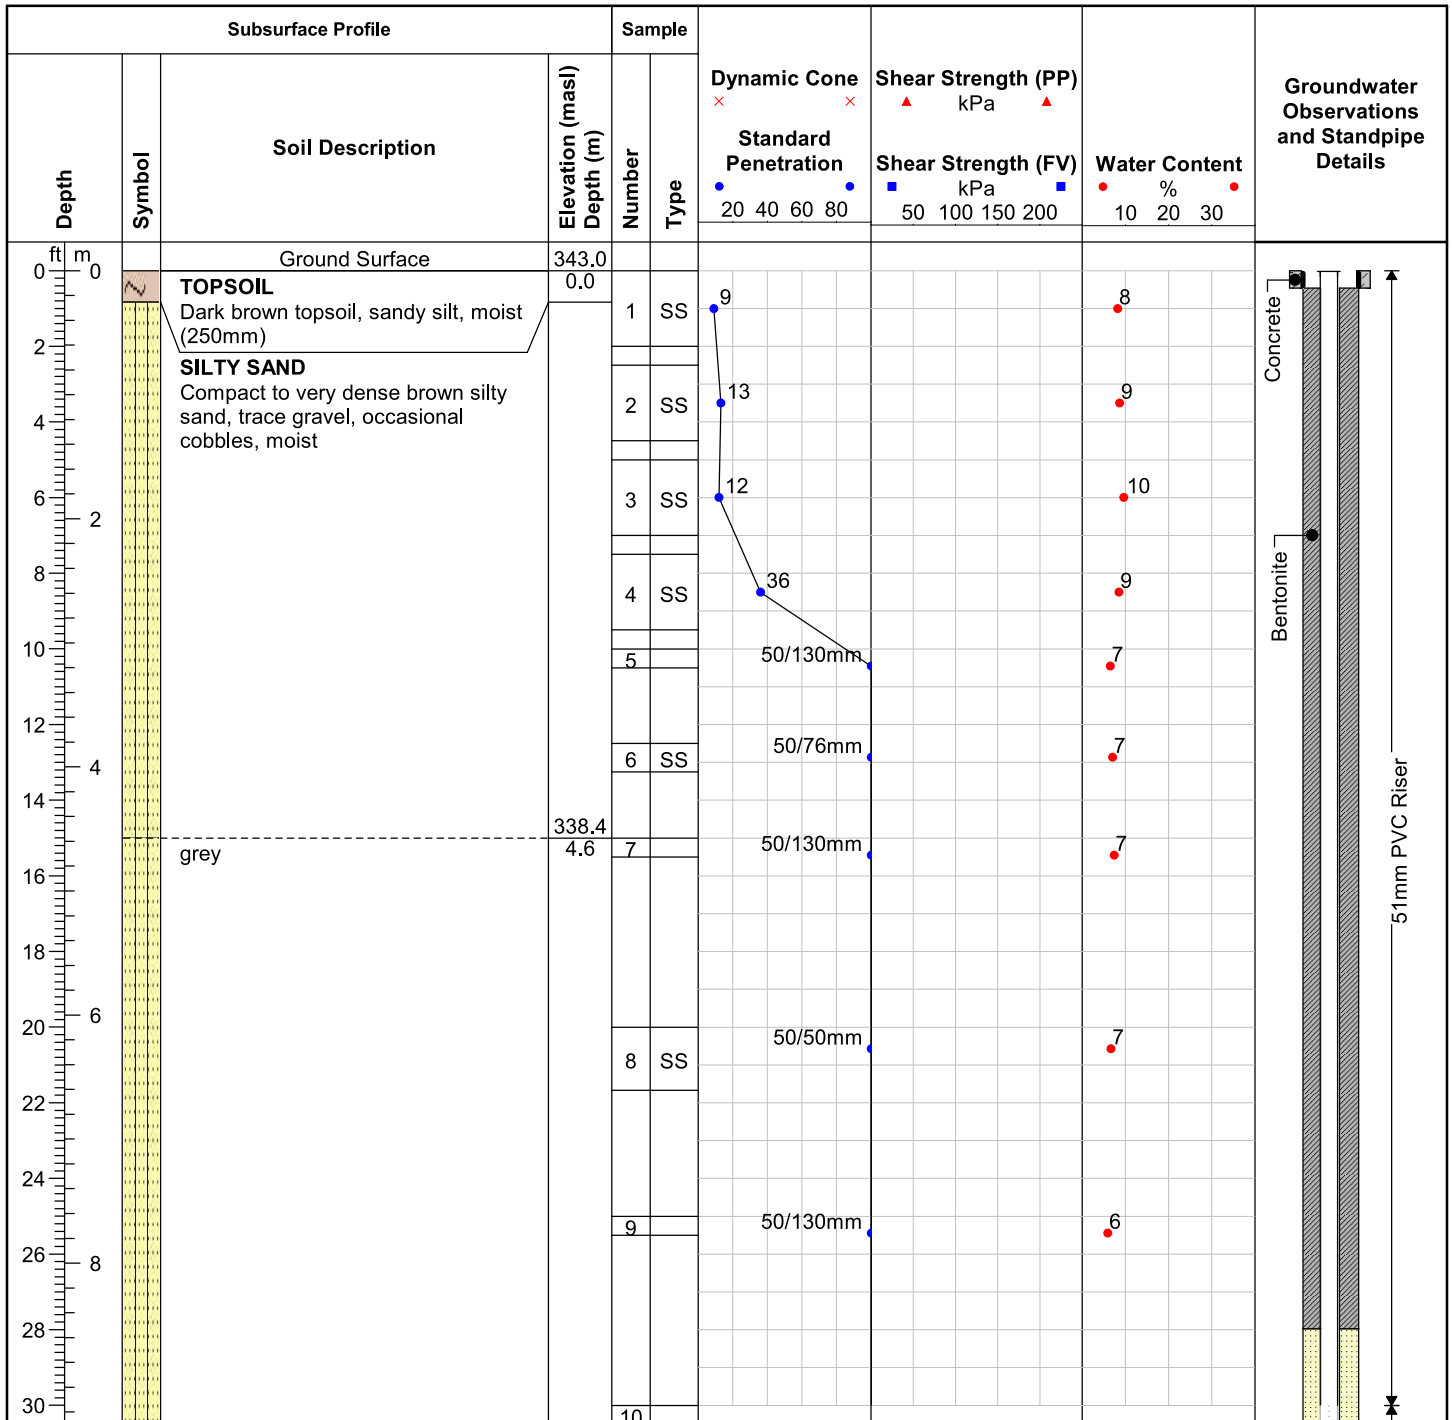 Subsurface Profile
Sample
Depth
Symbol
Soil Description
Elevation (masl)
Depth (m)
Number
Type
Dynamic Cone
Standard
Penetration
20 40 60 80
Shear Strength (PP)
kPa
Shear Strength (FV)
kPa
50 100 150 200
Water Content
%
10 20 30
Groundwater
Observations
and Standpipe
Details
ft m
Ground Surface
343.0
0 0
TOPSOIL
0.0
Dark brown topsoil, sandy silt, moist
(250mm)
1 SS
9
8
Concrete
2
SILTY SAND
Compact to very dense brown silty
sand, trace gravel, occasional
cobbles, moist
2 SS
13
9
4
3 SS
12
10
6
2
Bentonite
8
4 SS
36
9
10
5
50/130mm
7
12
6 SS
50/76mm
7
4
14
51mm PVC Riser
338.4
4.6
grey
7
50/130mm
7
16
18
6
20
8 SS
50/50mm
7
22
24
9
50/130mm
6
26
8
28
30
10